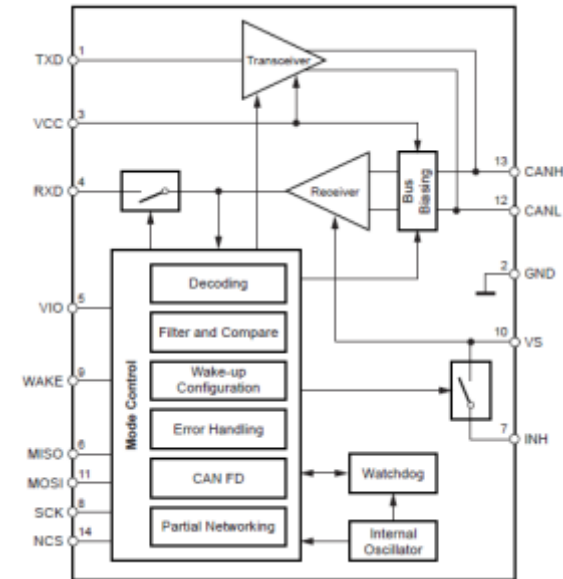 TXD 1
Transceiver
VCC 3
RXD 4
Receiver
Bus
Biasing
13 CANH
12 CANL
2 GND
Mode Control
Decoding
VIO 5
Filter and Compare
10 VS
WAKE 9
Wake-up
Configuration
Error Handling
7 INH
MISO 6
MOSI 11
CAN FD
Watchdog
SCK 8
NCS 14
Partial Networking
Internal
Oscillator